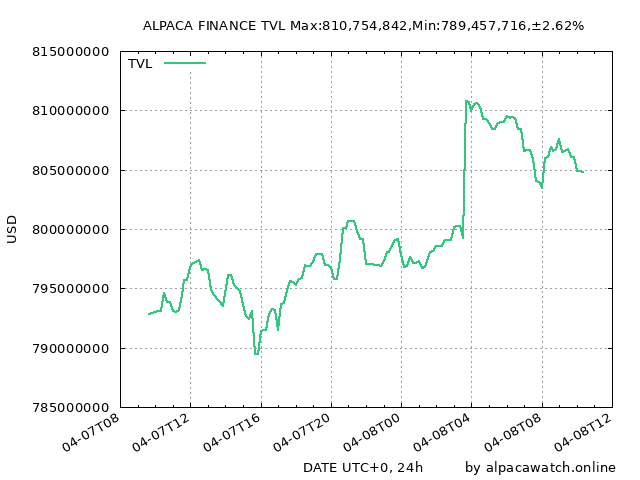 ALPACA FINANCE TVL Max:810,754,842,Min:789,457,716,±2.62%
815000000
TVL
810000000
805000000
800000000
795000000
790000000
785000000
USD
04-07T08
04-07T12
04-07T16
04-07T20
04-08T00
04-08T04
04-08T08
04-08T12
DATE UTC+0, 24h
by alpacawatch.online